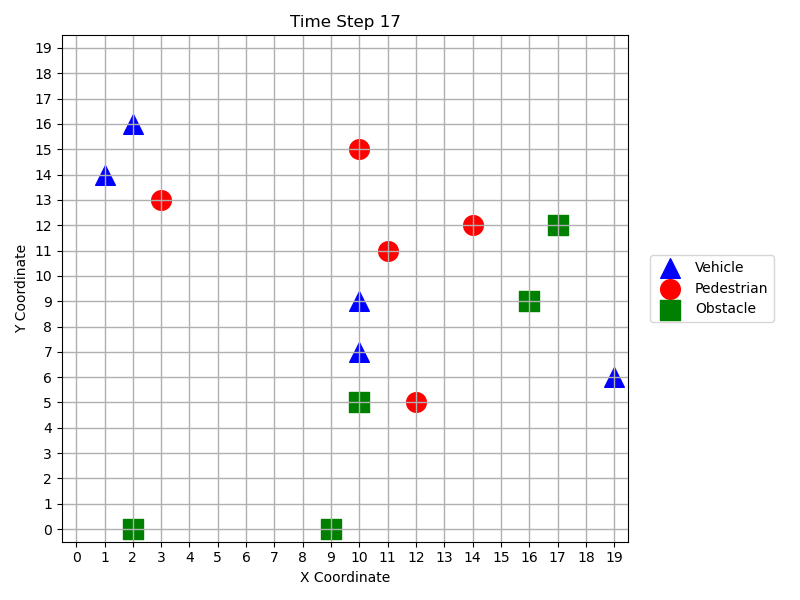 Time Step 17
19
18
17
16
15
14
13
12
11
10
9
8
7
6
5
4
3
2
1
0
Y Coordinate
0 1 2 3 4 5 6 7 8 9 10 11 12 13 14 15 16 17 18 19
X Coordinate
Vehicle
Pedestrian
Obstacle